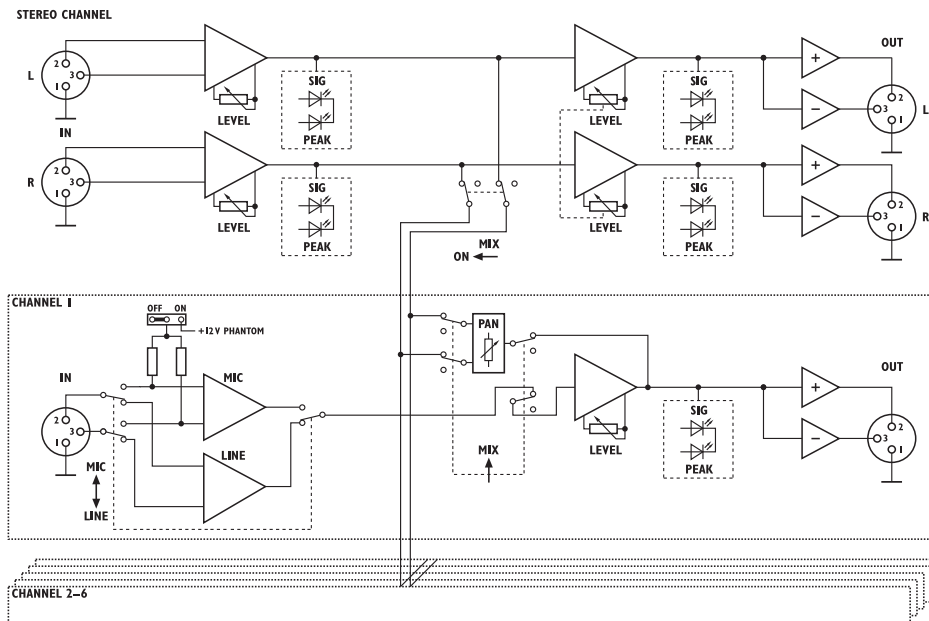 STEREO CHANNEL
OUT
2
L 3
1
SIG
SIG
+
−
2
3 L
1
LEVEL
PEAK
LEVEL
PEAK
IN
2
R 3
1
SIG
SIG
+
−
2
3 R
1
LEVEL
PEAK
LEVEL
PEAK
MIX
ON
CHANNEL 1
OFF ON
+12V PHANTOM
PAN
IN
MIC
OUT
2
3
1
SIG
+
−
2
3
1
MIC
LINE
LINE
MIX
LEVEL
PEAK
CHANNEL 2–6